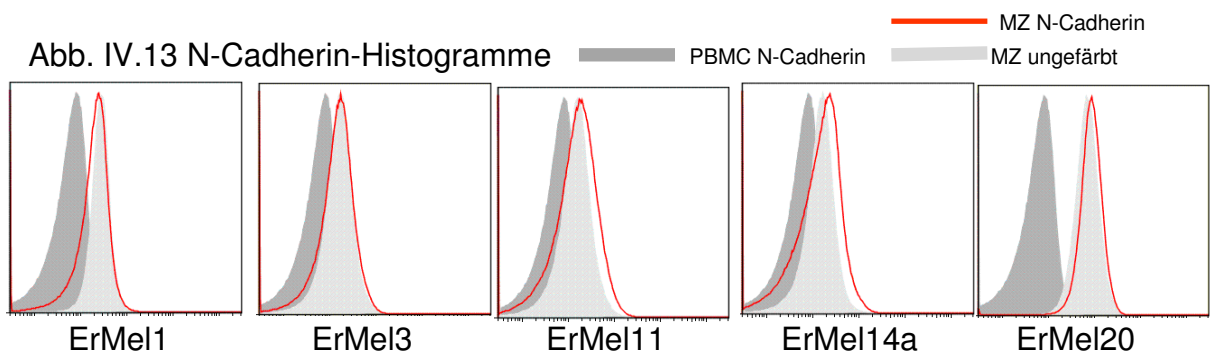 MZ N-Cadherin
Abb. IV.13 N-Cadherin-Histogramme
PBMC N-Cadherin
MZ ungefärbt
ErMel1
ErMel3
ErMel11
ErMel14a
ErMel20